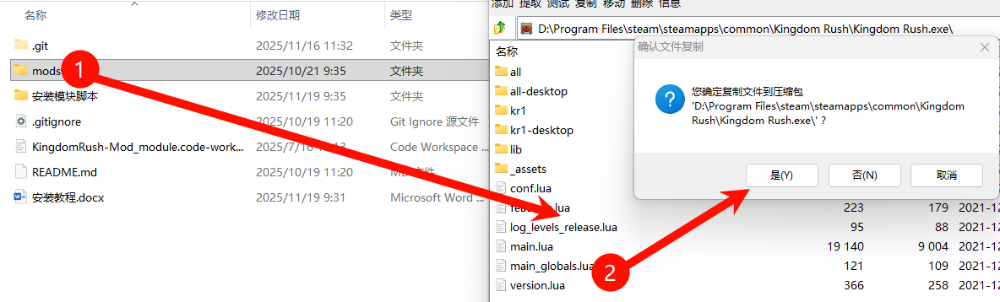 名称 修改日期 类型
.git 2025/11/16 11:32 文件夹
mods 2025/10/21 9:35 文件夹
安装模块脚本 2025/11/19 9:35 文件夹
.gitignore 2025/10/19 11:20 Git Ignore 源文件
KingdomRush-Mod_module.code-work... 2025/7/16 Code Workspace ...
README.md 2025/10/19 11:20 文件
安装教程.docx 2025/11/19 9:31 Microsoft Word ...
1
添加 提取 测试 复制 移动 删除 信息
D:\Program Files\steam\steamapps\common\Kingdom Rush\Kingdom Rush.exe\
名称
all
all-desktop
kr1
kr1-desktop
lib
_assets
conf.lua
.lua 223 179 2021-12
log_levels_release.lua 95 88 2021-12
main.lua 19 140 9 004 2021-12
main_globals.lua 121 109 2021-12
version.lua 366 258 2021-12
确认文件复制
?
您确定复制文件到压缩包
'D:\Program Files\steam\steamapps\common\Kingdom
Rush\Kingdom Rush.exe\' ?
是(Y) 否(N) 取消
2